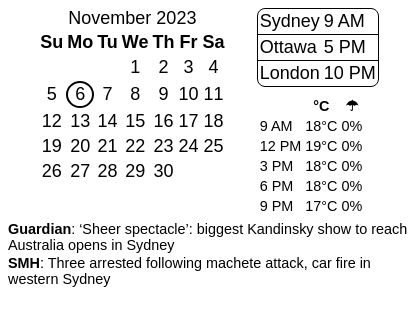 November 2023
Su Mo Tu We Th Fr Sa
1 2 3 4
5 6 7 8 9 10 11
12 13 14 15 16 17 18
19 20 21 22 23 24 25
26 27 28 29 30
Sydney 9 AM
Ottawa 5 PM
London 10 PM
°C ☂
9 AM 18°C 0%
12 PM 19°C 0%
3 PM 18°C 0%
6 PM 18°C 0%
9 PM 17°C 0%
Guardian: ‘Sheer spectacle’: biggest Kandinsky show to reach
Australia opens in Sydney
SMH: Three arrested following machete attack, car fire in
western Sydney